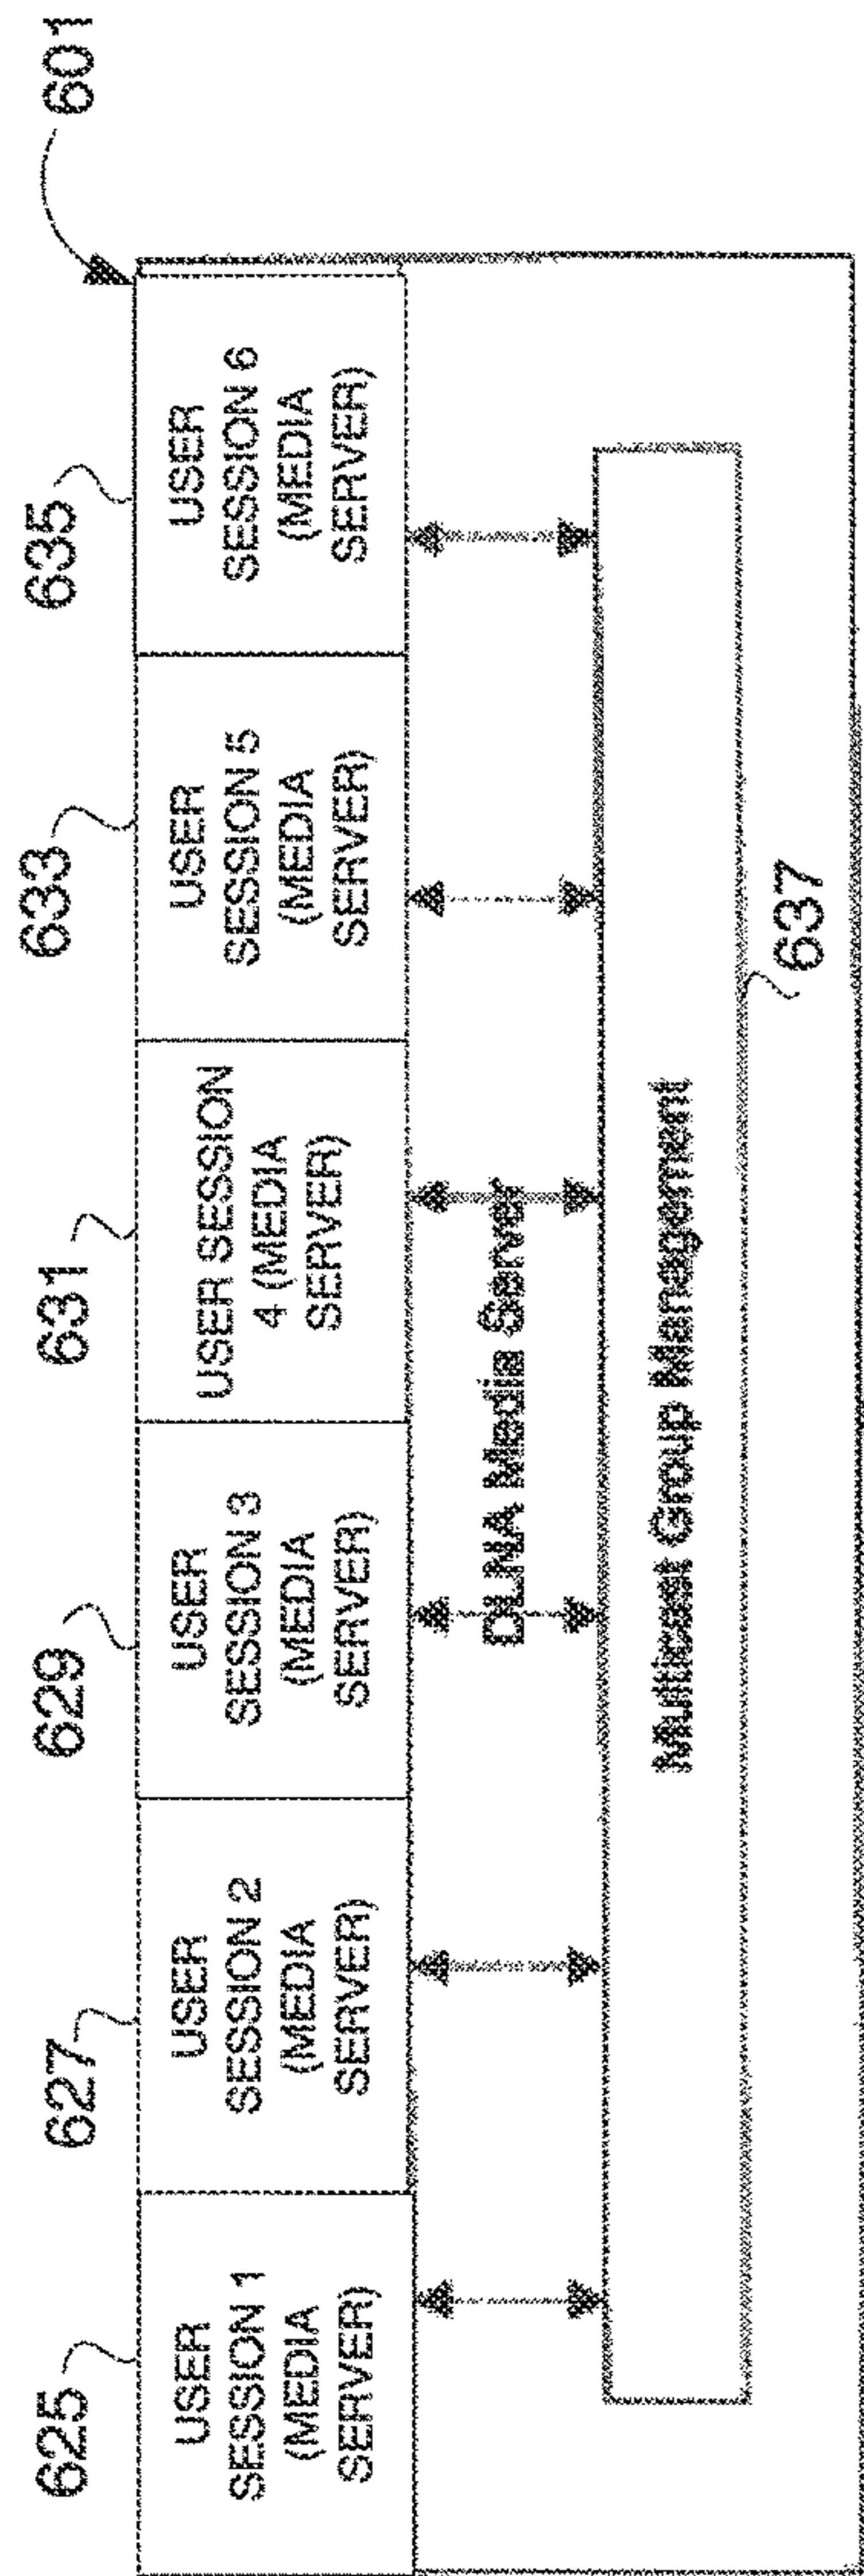 601
625
627
629
631
633
635
USER
SESSION 1
(MEDIA
SERVER)
USER
SESSION 2
(MEDIA
SERVER)
USER
SESSION 3
(MEDIA
SERVER)
USER SESSION
4 (MEDIA
SERVER)
USER
SESSION 5
(MEDIA
SERVER)
USER
SESSION 6
(MEDIA
SERVER)
DLNA Media Server
Multicast Group Management
637